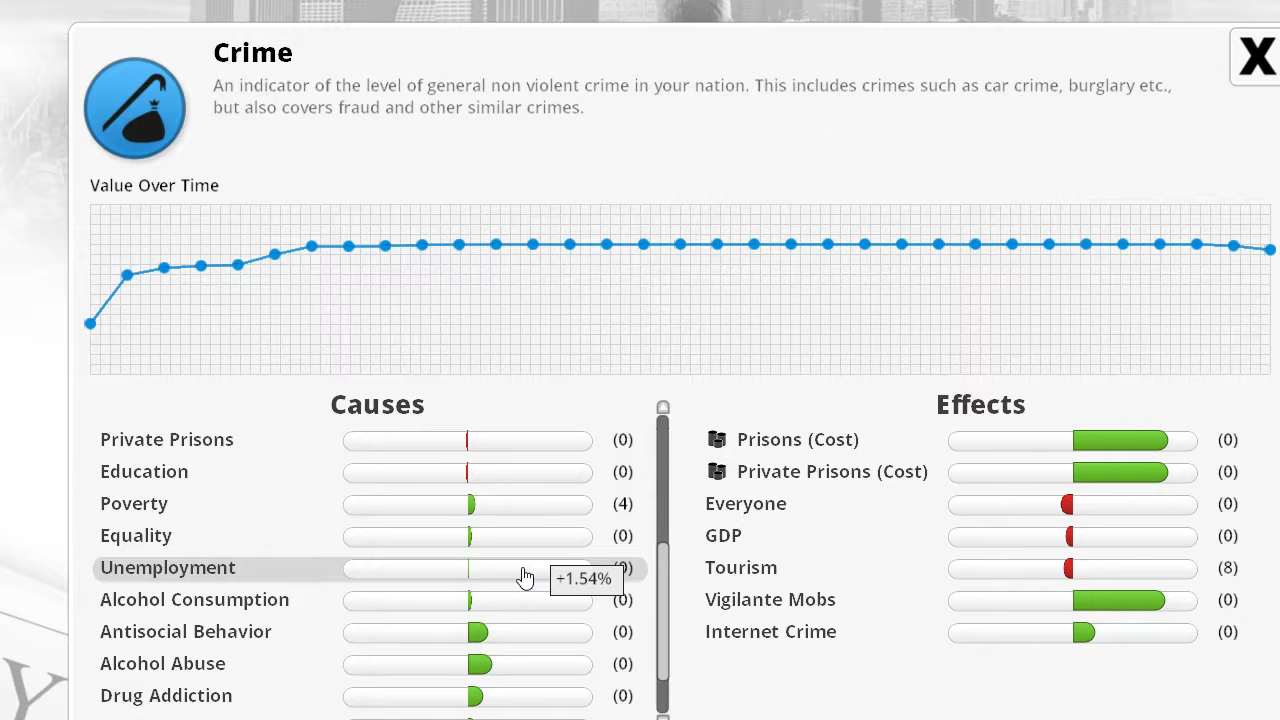 Crime
X
An indicator of the level of general non violent crime in your nation. This includes crimes such as car crime, burglary etc.,
but also covers fraud and other similar crimes.
Value Over Time
Causes
Private Prisons (0)
Education (0)
Poverty (4)
Equality (0)
Unemployment (0)
+1.54%
Alcohol Consumption (0)
Antisocial Behavior (0)
Alcohol Abuse (0)
Drug Addiction (0)
Effects
Prisons (Cost) (0)
Private Prisons (Cost) (0)
Everyone (0)
GDP (0)
Tourism (8)
Vigilante Mobs (0)
Internet Crime (0)
Y